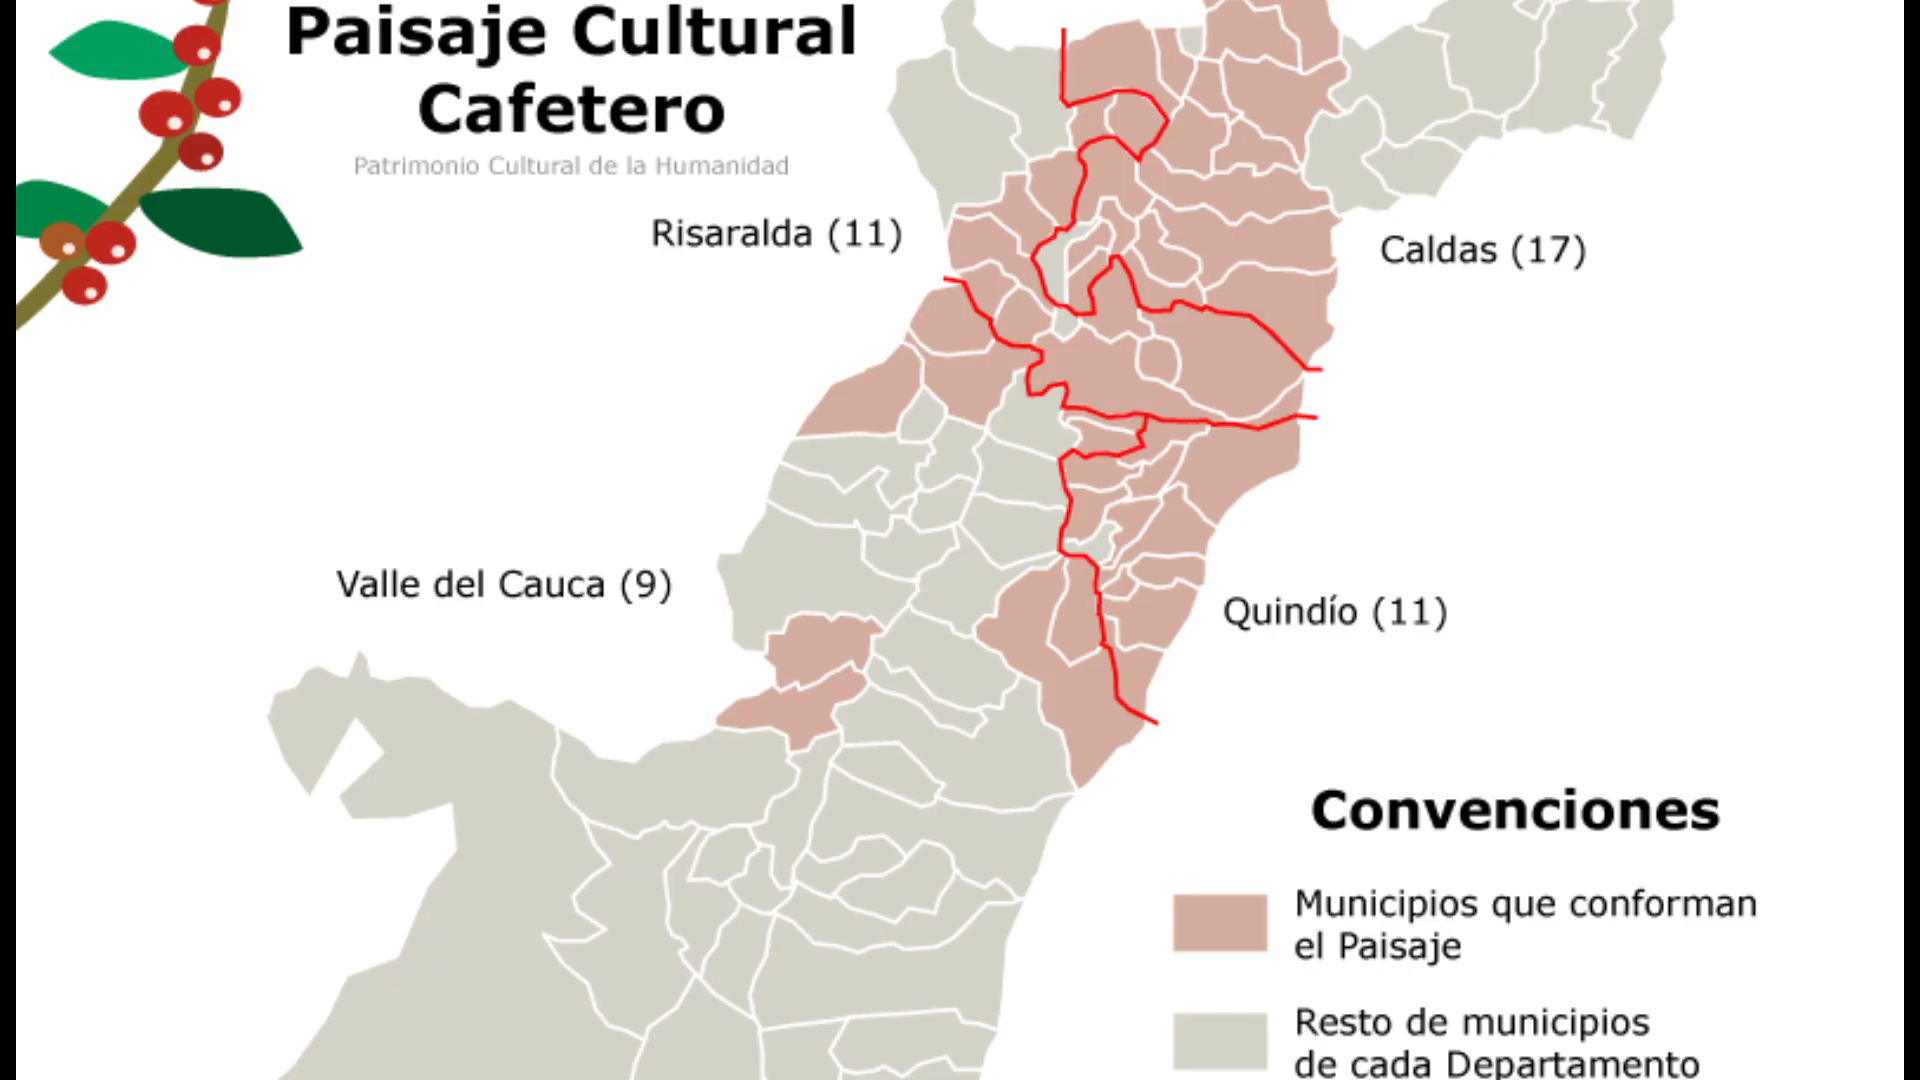 Paisaje Cultural
Cafetero
Patrimonio Cultural de la Humanidad
Risaralda (11)
Caldas (17)
Valle del Cauca (9)
Quindío (11)
Convenciones
Municipios que conforman
el Paisaje
Resto de municipios
de cada Departamento